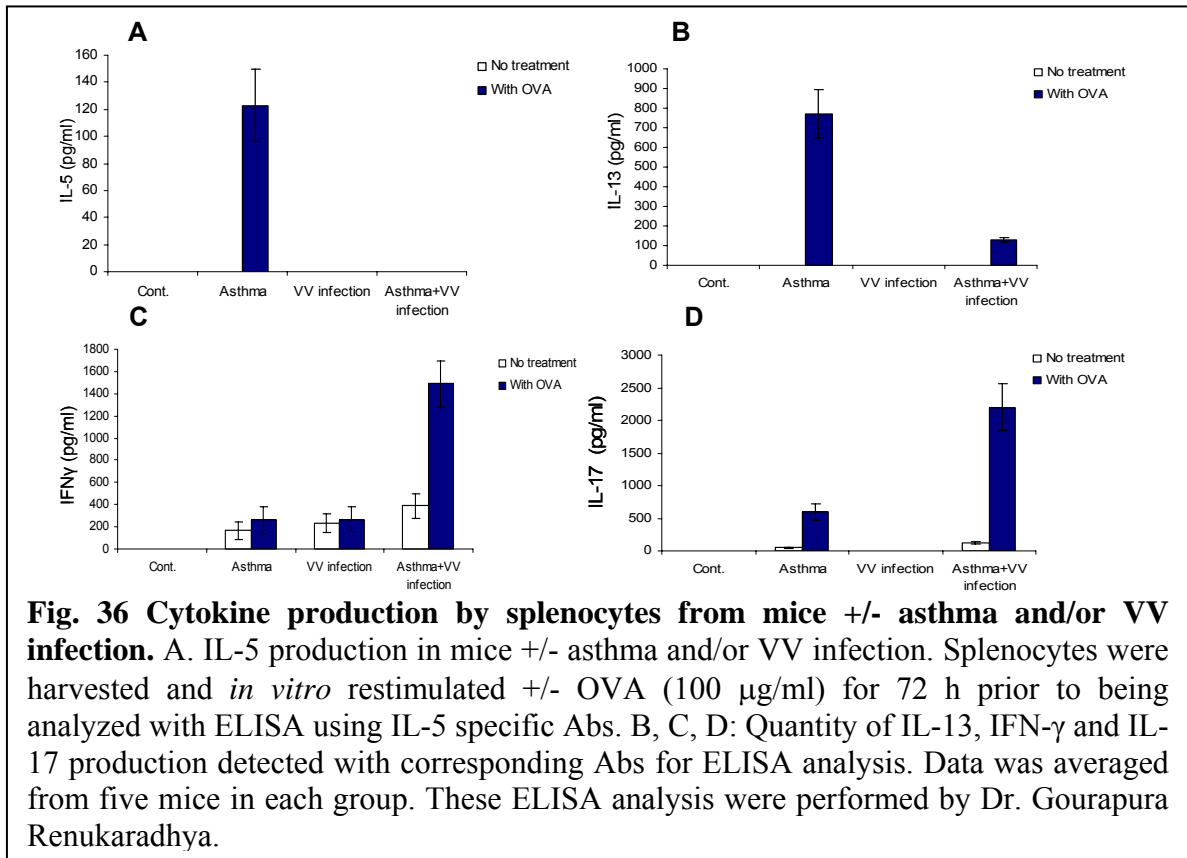 A
160
140
120
100
80
60
40
20
0
IL-5 (pg/ml)
No treatment
With OVA
Cont.
Asthma
VV infection
Asthma+VV
infection
B
1000
900
800
700
600
500
400
300
200
100
0
IL-13 (pg/ml)
No treatment
With OVA
Cont.
Asthma
VV infection
Asthma+VV
infection
C
1800
1600
1400
1200
1000
800
600
400
200
0
IFNγ (pg/ml)
No treatment
With OVA
Cont.
Asthma
VV infection
Asthma+VV
infection
D
3000
2500
2000
1500
1000
500
0
IL-17 (pg/ml)
No treatment
With OVA
Cont.
Asthma
VV infection
Asthma+VV
infection
Fig. 36 Cytokine production by splenocytes from mice +/- asthma and/or VV
infection. A. IL-5 production in mice +/- asthma and/or VV infection. Splenocytes were
harvested and in vitro restimulated +/- OVA (100 μg/ml) for 72 h prior to being
analyzed with ELISA using IL-5 specific Abs. B, C, D: Quantity of IL-13, IFN-γ and IL-
17 production detected with corresponding Abs for ELISA analysis. Data was averaged
from five mice in each group. These ELISA analysis were performed by Dr. Gourapura
Renukaradhya.